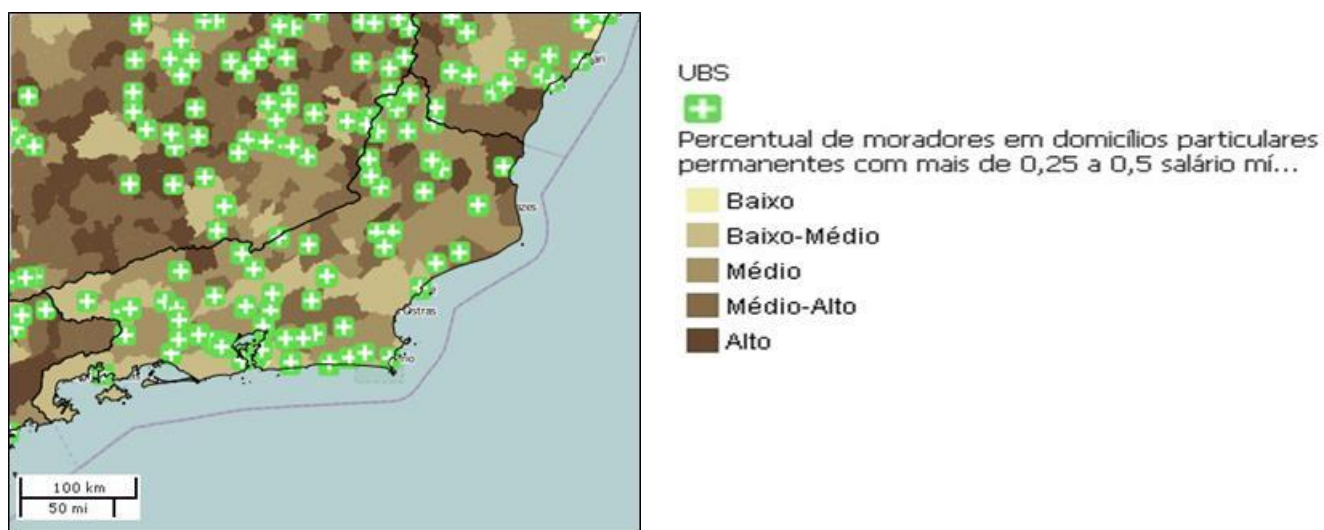 UBS
Percentual de moradores em domicílios particulares
permanentes com mais de 0,25 a 0,5 salário mí...
Baixo
Baixo-Médio
Médio
Médio-Alto
Alto
Ostras
100 km
50 mi